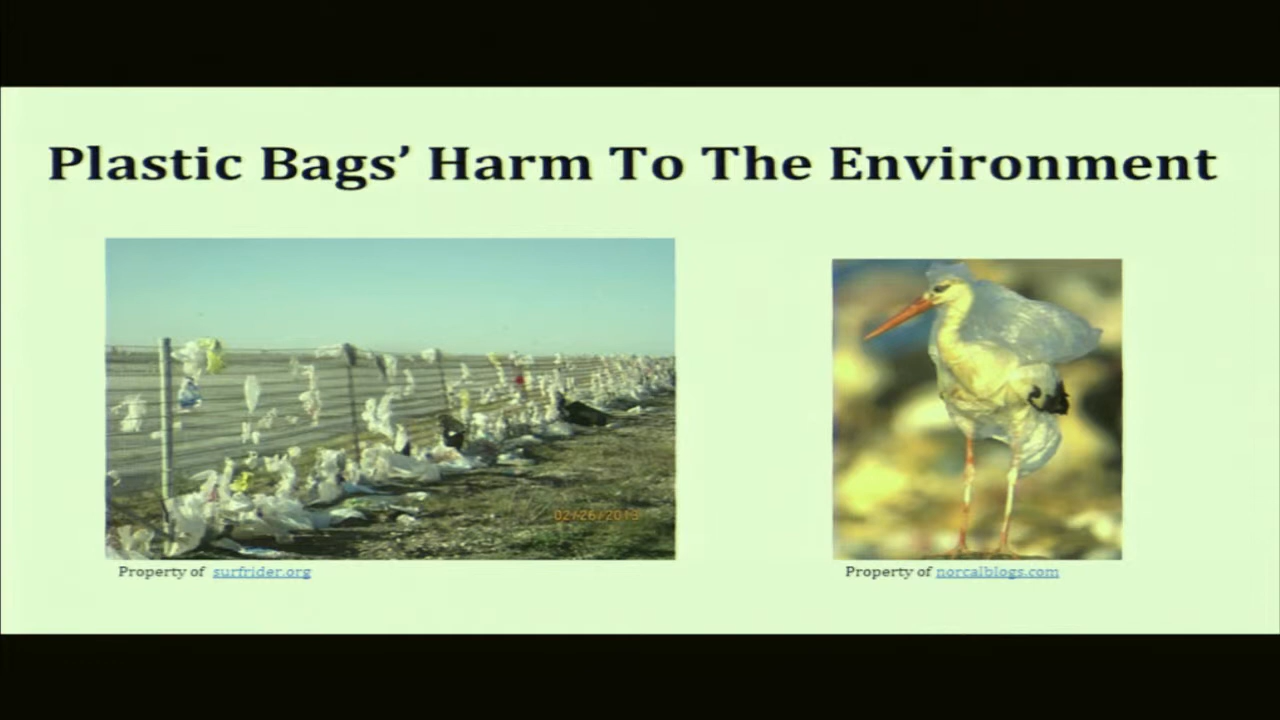 Plastic Bags’ Harm To The Environment
02/26/2013
Property of surfrider.org
Property of norcalblogs.com